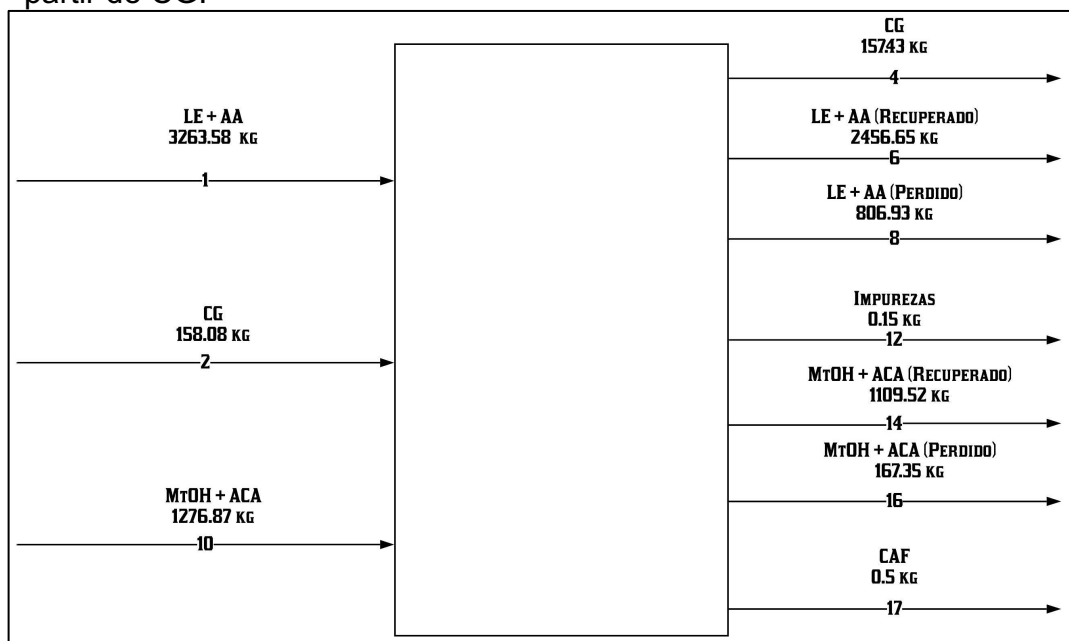 partir de CG.
LE + AA
3263.58 KG
1
CG
158.08 KG
2
MTOH + ACA
1276.87 KG
10
CG
157.43 KG
4
LE + AA (RECUPERADO)
2456.65 KG
6
LE + AA (PERDIDO)
806.93 KG
8
IMPUREZAS
0.15 KG
12
MTOH + ACA (RECUPERADO)
1109.52 KG
14
MTOH + ACA (PERDIDO)
167.35 KG
16
CAF
0.5 KG
17